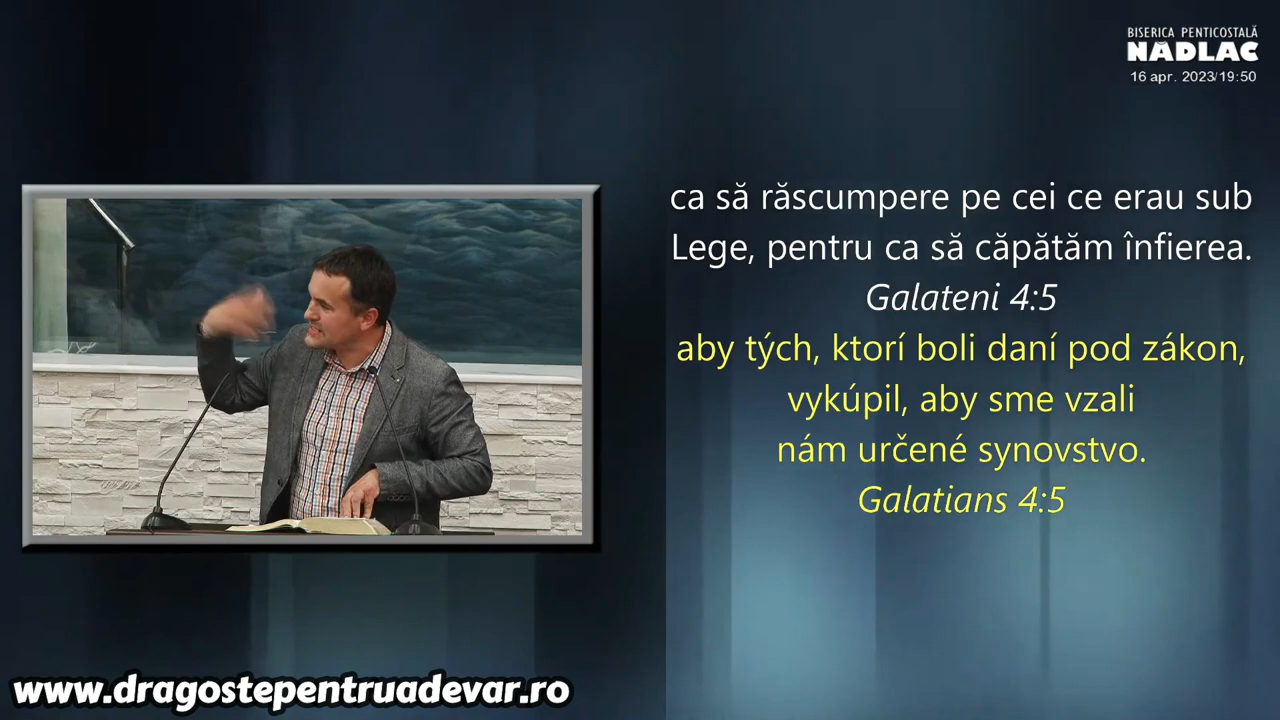 BISERICA PENTICOSTALĂ
NĂDLAC
16 apr. 2023/19:50
ca să răscumpere pe cei ce erau sub
Lege, pentru ca să căpătăm înfierea.
Galateni 4:5
aby tých, ktorí boli daní pod zákon,
vykúpil, aby sme vzali
nám určené synovstvo.
Galatians 4:5
www.dragostepentruadevar.ro